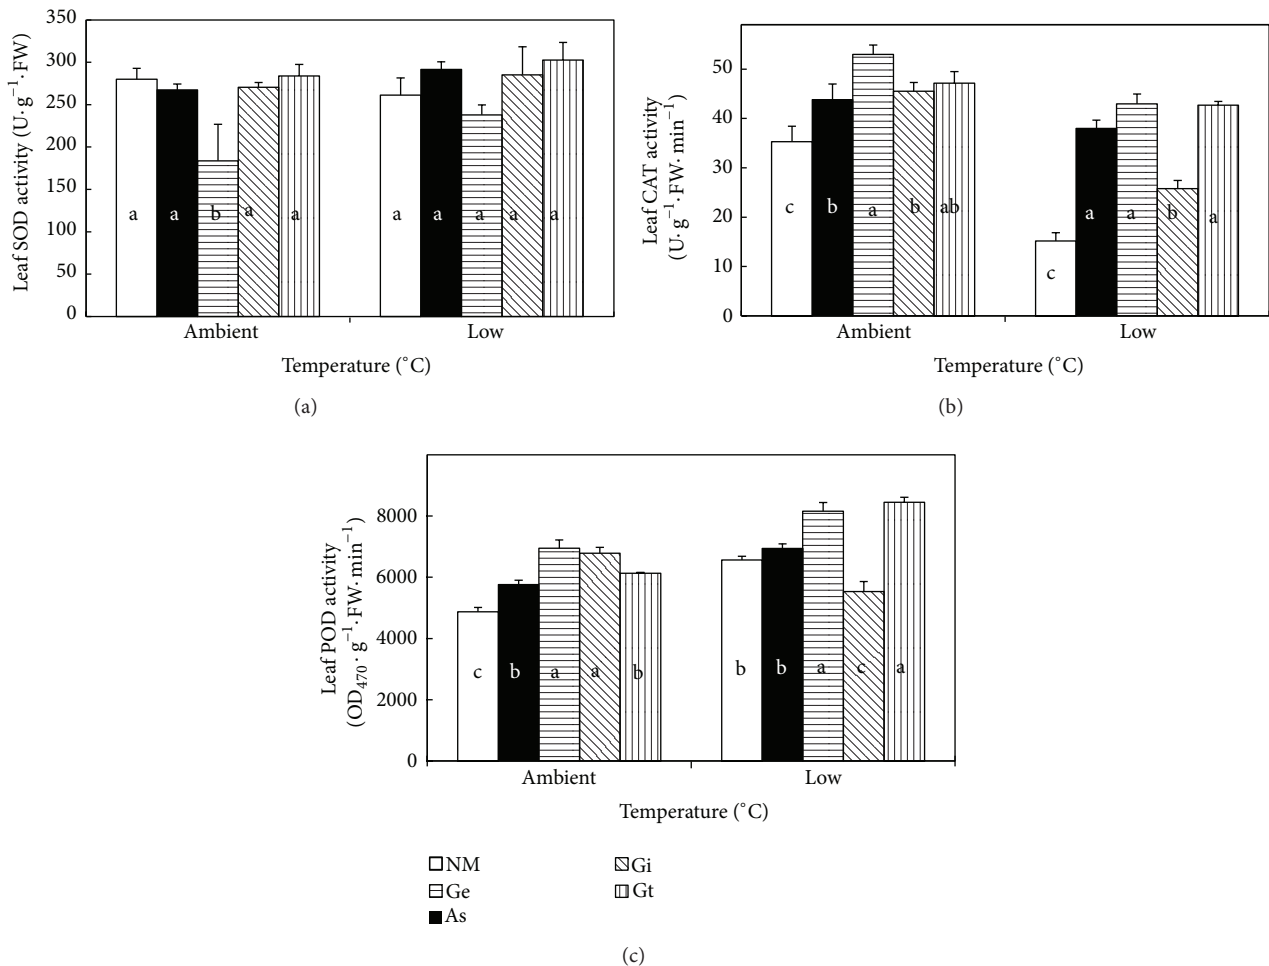 Leaf SOD activity (U·g⁻¹·FW)
350
300
250
200
150
100
50
0
a a b a a a a a a a
Ambient Low
Temperature (°C)
(a)
Leaf CAT activity
(U·g⁻¹·FW·min⁻¹)
50
40
30
20
10
0
c b a b ab c a a b a
Ambient Low
Temperature (°C)
(b)
Leaf POD activity
(OD₄₇₀·g⁻¹·FW·min⁻¹)
8000
6000
4000
2000
0
c b a a b b b a c a
Ambient Low
Temperature (°C)
NM Gi
Ge Gt
As
(c)